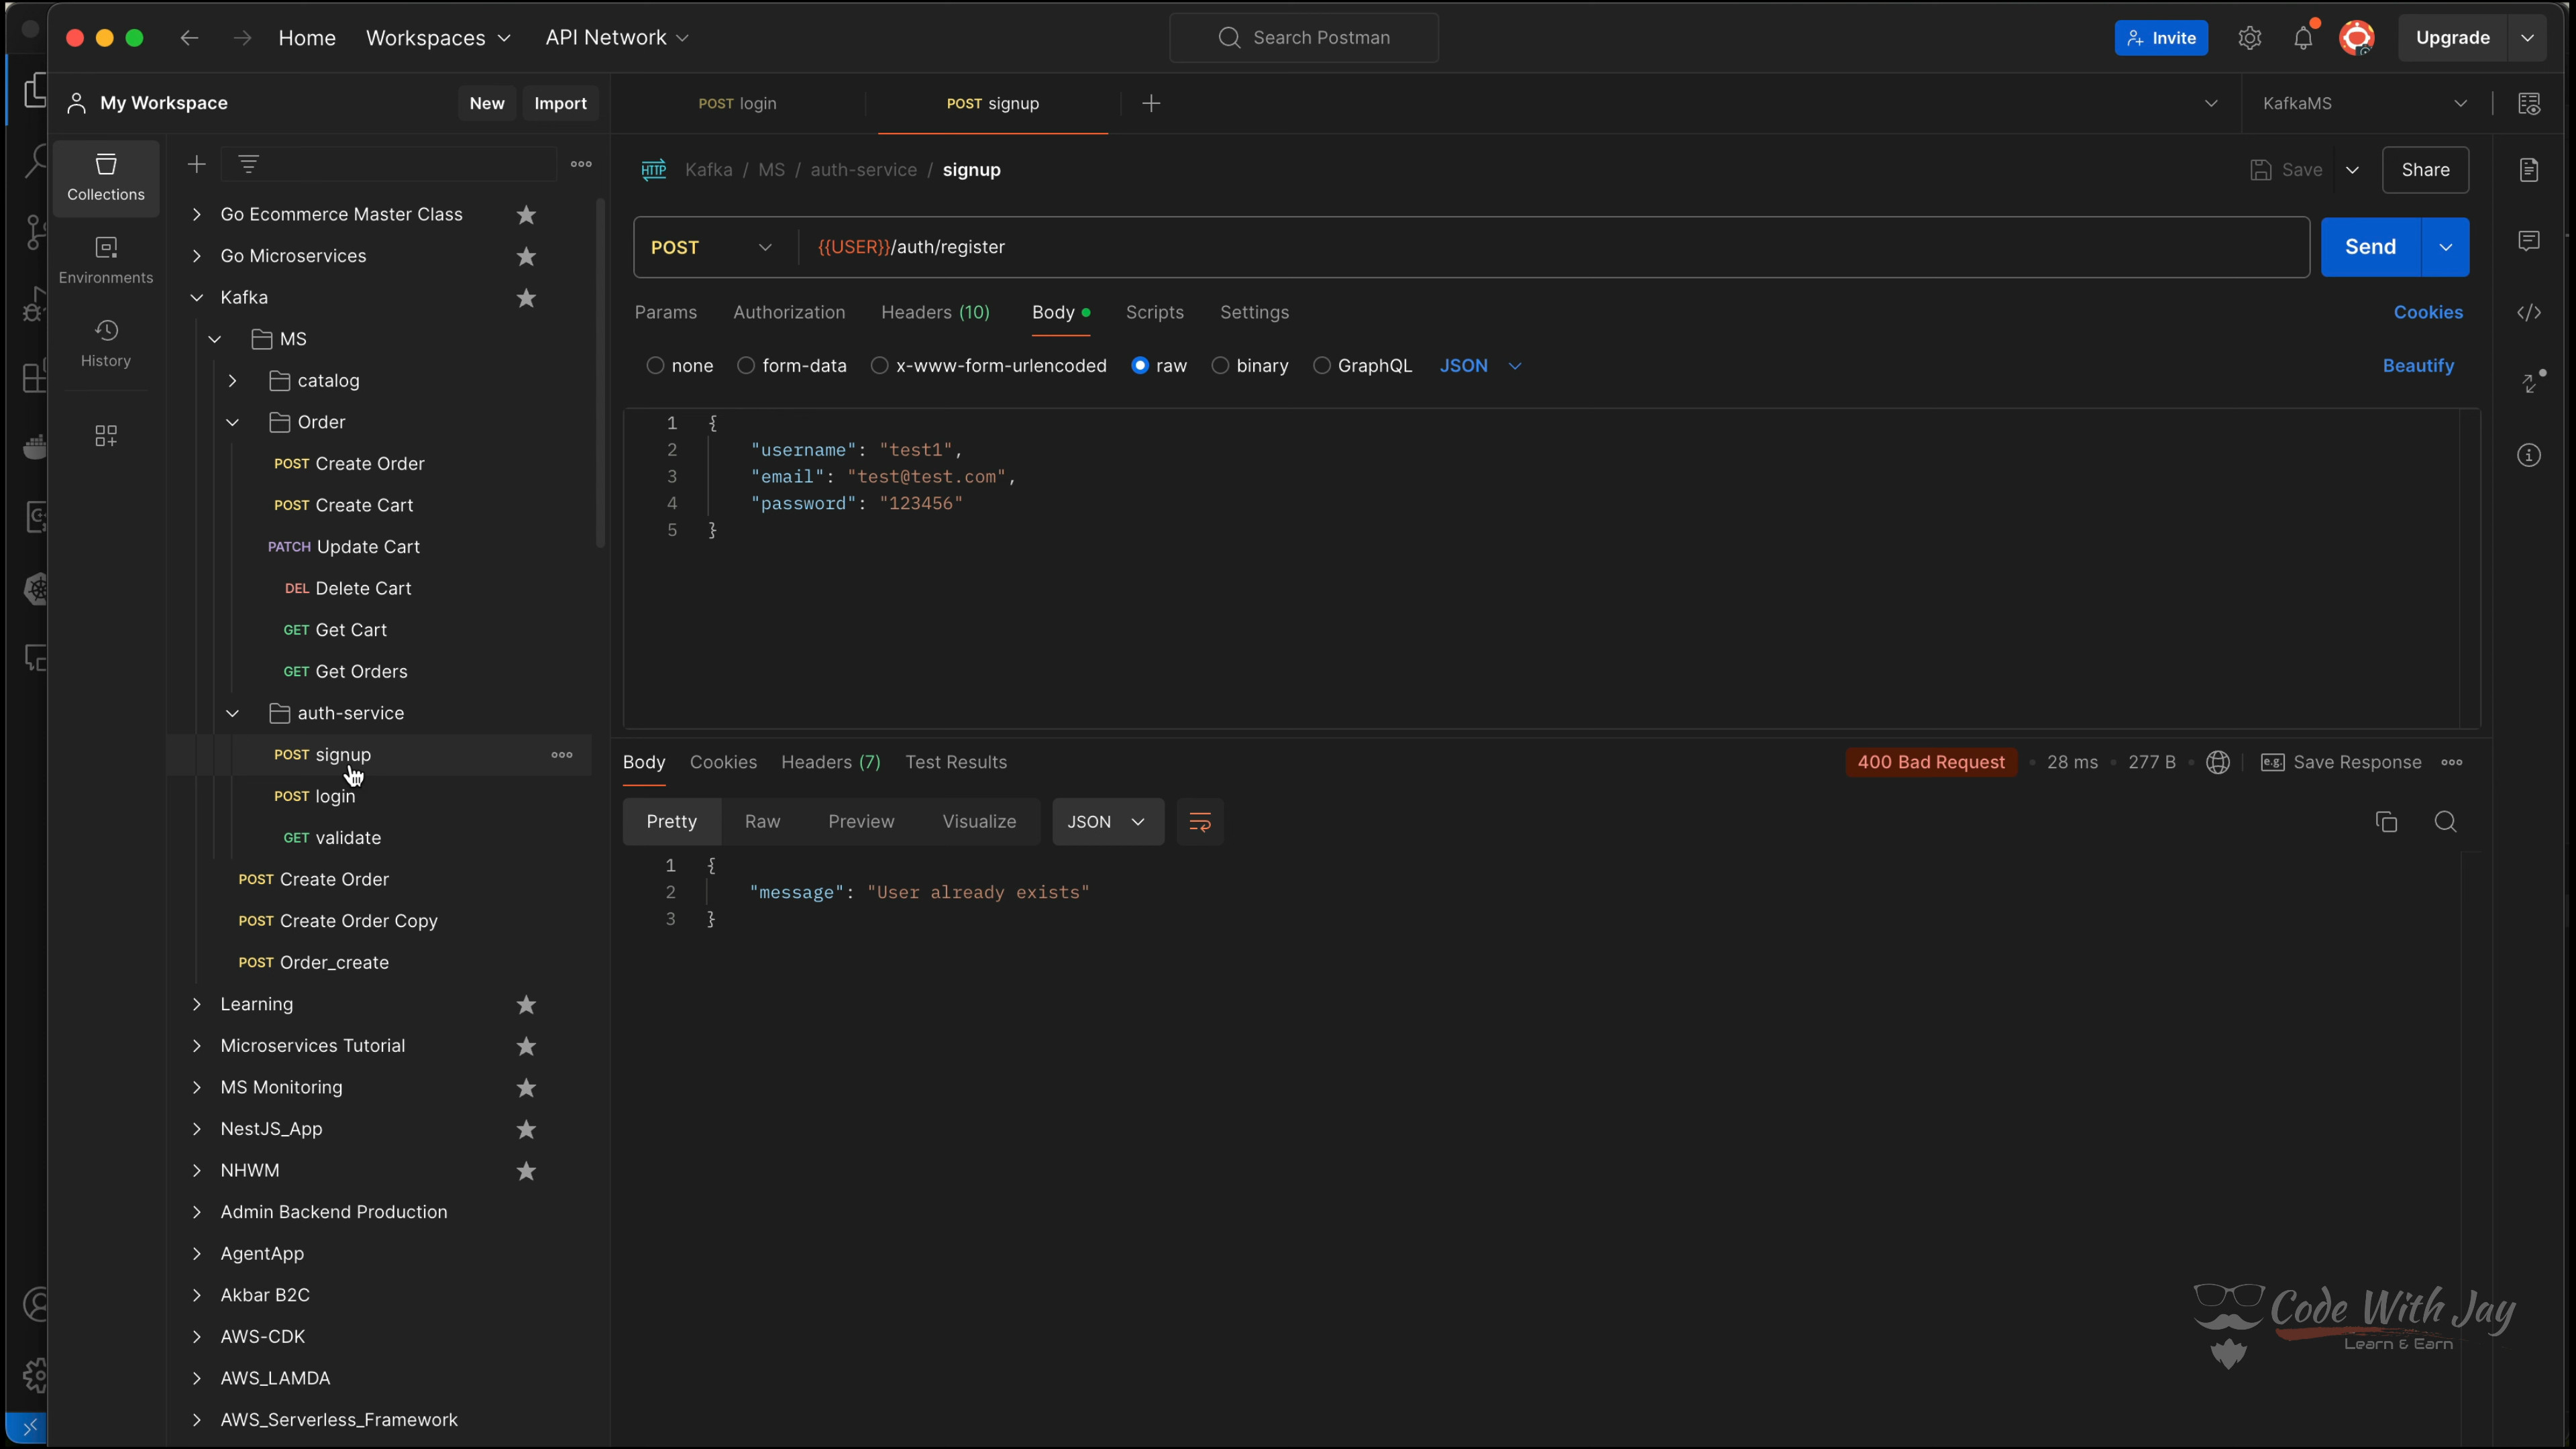 Home Workspaces API Network Search Postman Invite Upgrade
My Workspace New Import POST login POST signup KafkaMS
Collections
Environments
History
Go Ecommerce Master Class
Go Microservices
Kafka
MS
catalog
Order
POST Create Order
POST Create Cart
PATCH Update Cart
DEL Delete Cart
GET Get Cart
GET Get Orders
auth-service
POST signup
POST login
GET validate
POST Create Order
POST Create Order Copy
POST Order_create
Learning
Microservices Tutorial
MS Monitoring
NestJS_App
NHWM
Admin Backend Production
AgentApp
Akbar B2C
AWS-CDK
AWS_LAMDA
AWS_Serverless_Framework
HTTP Kafka / MS / auth-service / signup Save Share
POST {{USER}}/auth/register Send
Params Authorization Headers (10) Body Scripts Settings Cookies
none form-data x-www-form-urlencoded raw binary GraphQL JSON Beautify
1 {
2 "username": "test1",
3 "email": "test@test.com",
4 "password": "123456"
5 }
Body Cookies Headers (7) Test Results 400 Bad Request 28 ms 277 B e.g. Save Response
Pretty Raw Preview Visualize JSON
1 {
2 "message": "User already exists"
3 }
Code With Jay
Learn & Earn